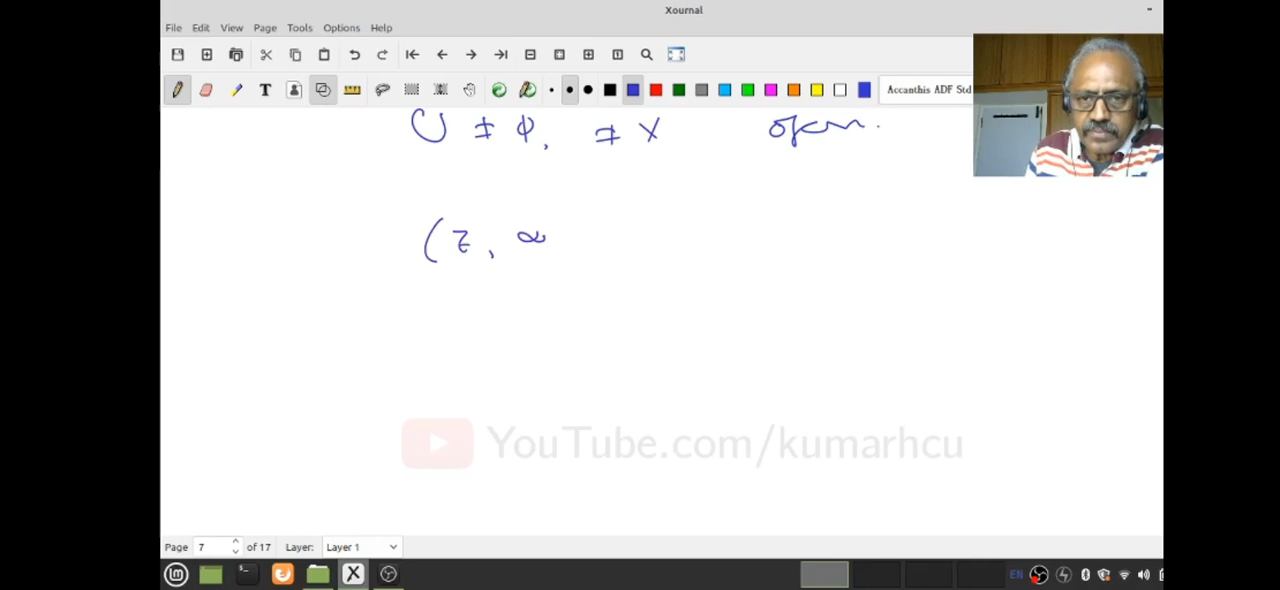 Xournal
File Edit View Page Tools Options Help
T Accanthis ADF Std
U ≠ φ, ≠ X open.
(z, ∞
YouTube.com/kumarhcu
Page 7 of 17 Layer: Layer 1
EN